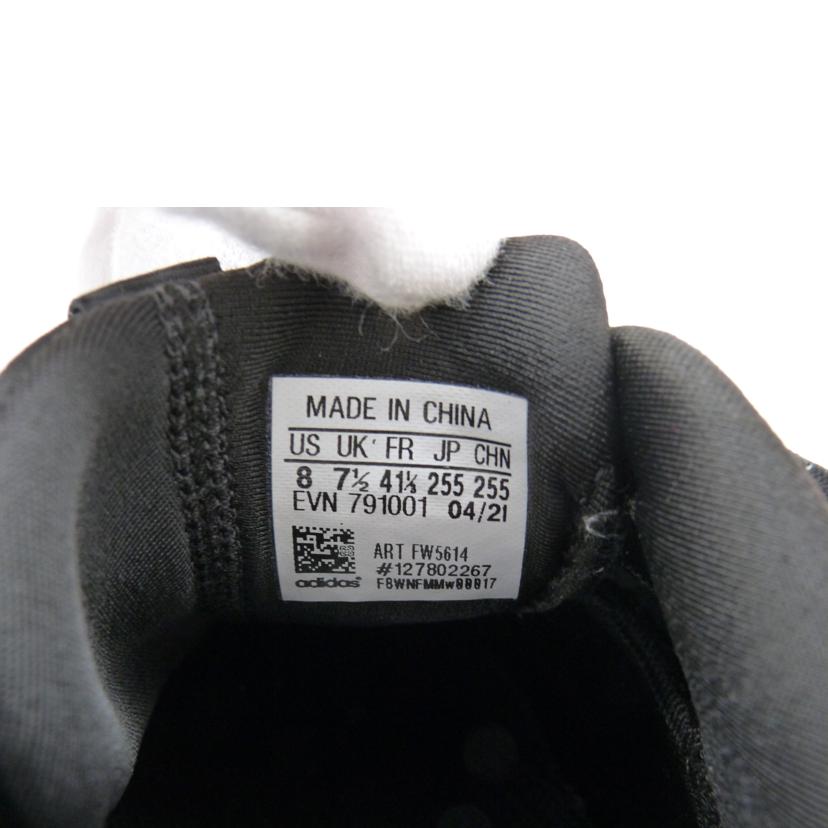 MADE IN CHINA
US UK FR JP CHN
8 7½ 41⅓ 255 255
EVN 791001 04/21
ART FW5614
#127802267
adidas